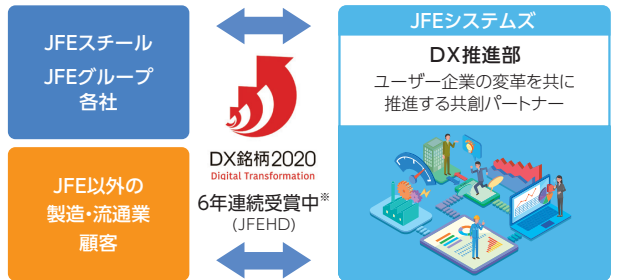 JFEスチール
JFEグループ
各社
JFE以外の
製造・流通業
顧客
DX銘柄2020
Digital Transformation
6年連続受賞中※
(JFEHD)
JFEシステムズ
DX推進部
ユーザー企業の変革を共に
推進する共創パートナー